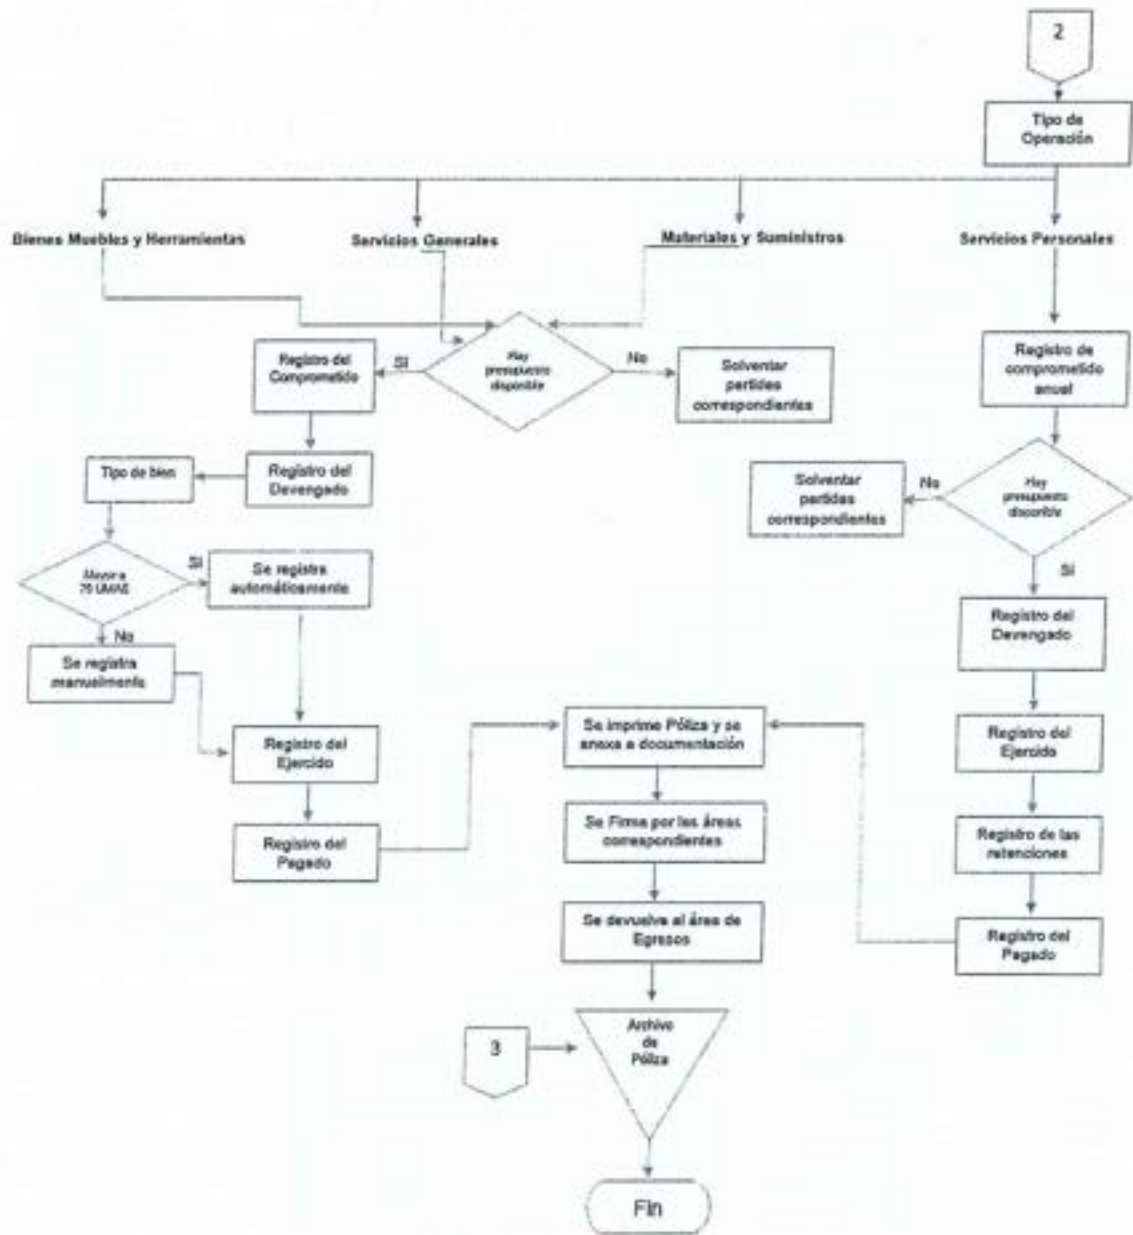 2
Tipo de
Operación
Bienes Muebles y Herramientas
Servicios Generales
Materiales y Suministros
Servicios Personales
Registro del
Comprometido
SI
Hay
presupuesto
disponible
No
Solventar
partidas
correspondientes
Registro de
comprometido
anual
Tipo de bien
Registro del
Devengado
Solventar
partidas
correspondientes
No
Hay
presupuesto
disponible
Mayor a
70 UMAS
SI
Se registra
automáticamente
SI
No
Se registra
manualmente
Registro del
Devengado
Registro del
Ejercido
Se imprime Póliza y se
anexa a documentación
Registro del
Ejercido
Registro del
Pagado
Se Firma por las áreas
correspondientes
Registro de las
retenciones
Se devuelve al área de
Egresos
Registro del
Pagado
3
Archivo
de
Póliza
Fin